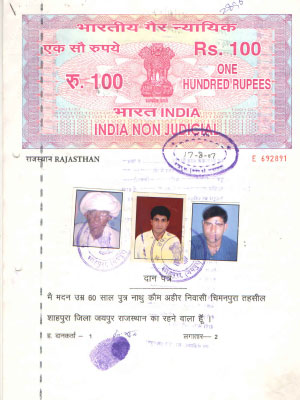 भारतीय गैर न्यायिक
एक सौ रुपये
Rs. 100
रु. 100
ONE
HUNDRED RUPEES
भारत INDIA
INDIA NON JUDICIAL
राजस्थान RAJASTHAN
E 692891
दान पत्र
मै मदन उम्र 60 साल पुत्र नाथु कौम अहीर निवासी चिमनपुरा तहसील
शाहपुरा जिला जयपुर राजस्थान का रहने वाला हूँ ।
ह. दानकर्ता - 1
लगातार - 2